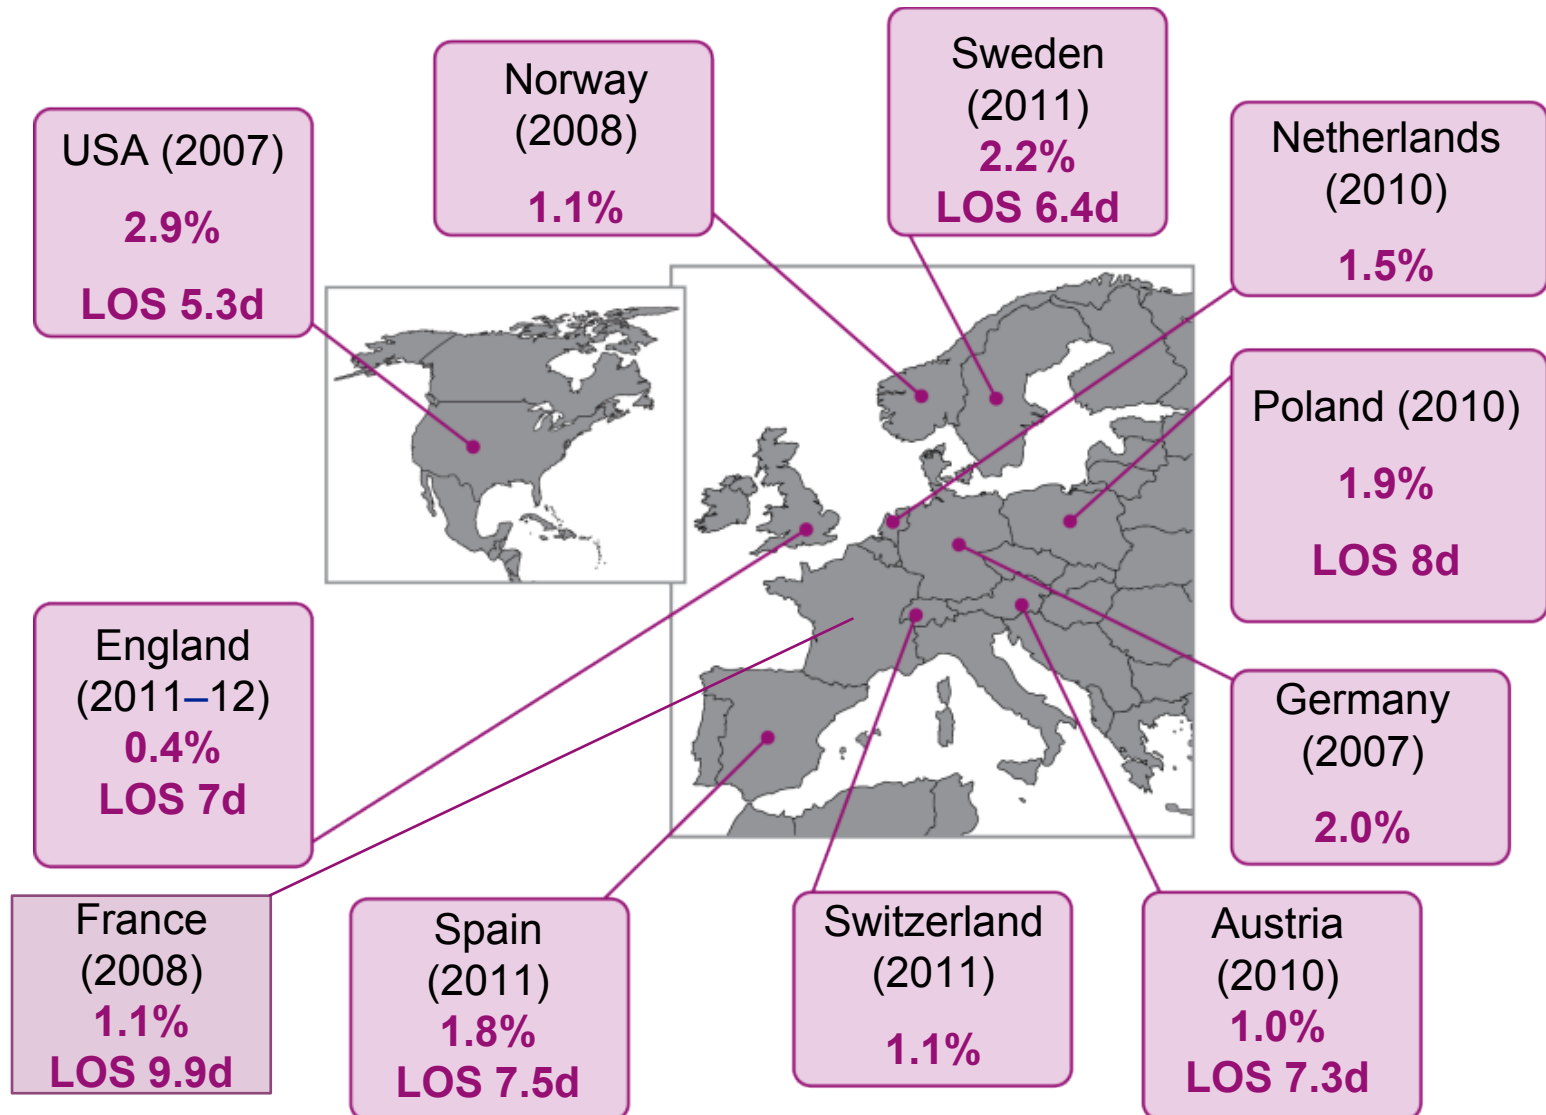 USA (2007)
2.9%
LOS 5.3d
Norway
(2008)
1.1%
Sweden
(2011)
2.2%
LOS 6.4d
Netherlands
(2010)
1.5%
Poland (2010)
1.9%
LOS 8d
England
(2011–12)
0.4%
LOS 7d
Germany
(2007)
2.0%
France
(2008)
1.1%
LOS 9.9d
Spain
(2011)
1.8%
LOS 7.5d
Switzerland
(2011)
1.1%
Austria
(2010)
1.0%
LOS 7.3d